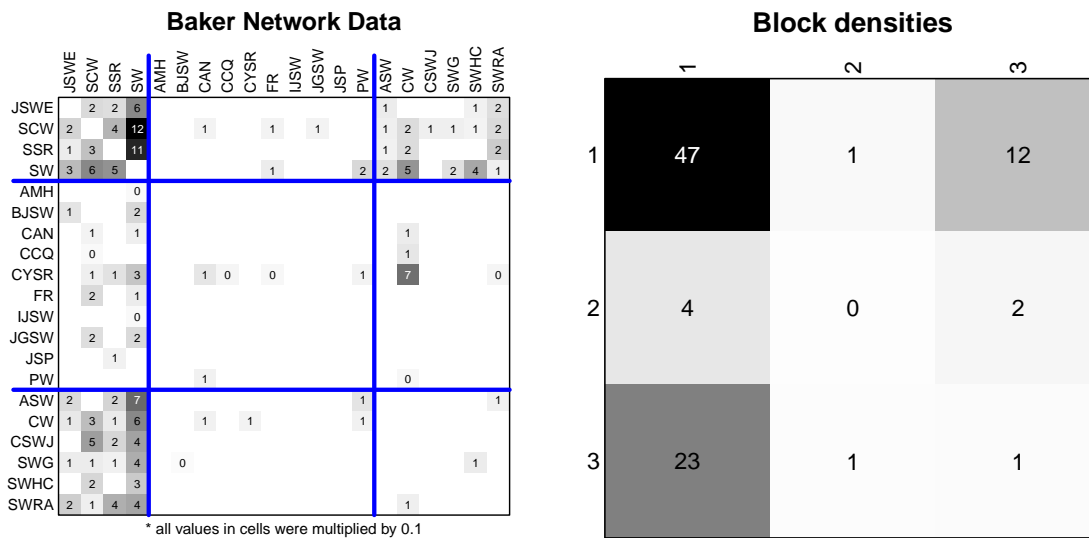 Baker Network Data
JSWE SCW SSR SW AMH BJSW CAN CCQ CYSR FR IJSW JGSW JSP PW ASW CW CSWJ SWG SWHC SWRA
JSWE 2 2 6 1 1 2
SCW 2 4 12 1 1 1 1 2 1 1 1 2
SSR 1 3 11 1 2 2
SW 3 6 5 1 2 2 5 2 4 1
AMH 0
BJSW 1 2
CAN 1 1 1
CCQ 0 1
CYSR 1 1 3 1 0 0 1 7 0
FR 2 1
IJSW 0
JGSW 2 2
JSP 1
PW 1 0
ASW 2 2 7 1 1
CW 1 3 1 6 1 1 1
CSWJ 5 2 4
SWG 1 1 1 4 0 1
SWHC 2 3
SWRA 2 1 4 4 1
* all values in cells were multiplied by 0.1
Block densities
1 2 3
1 47 1 12
2 4 0 2
3 23 1 1